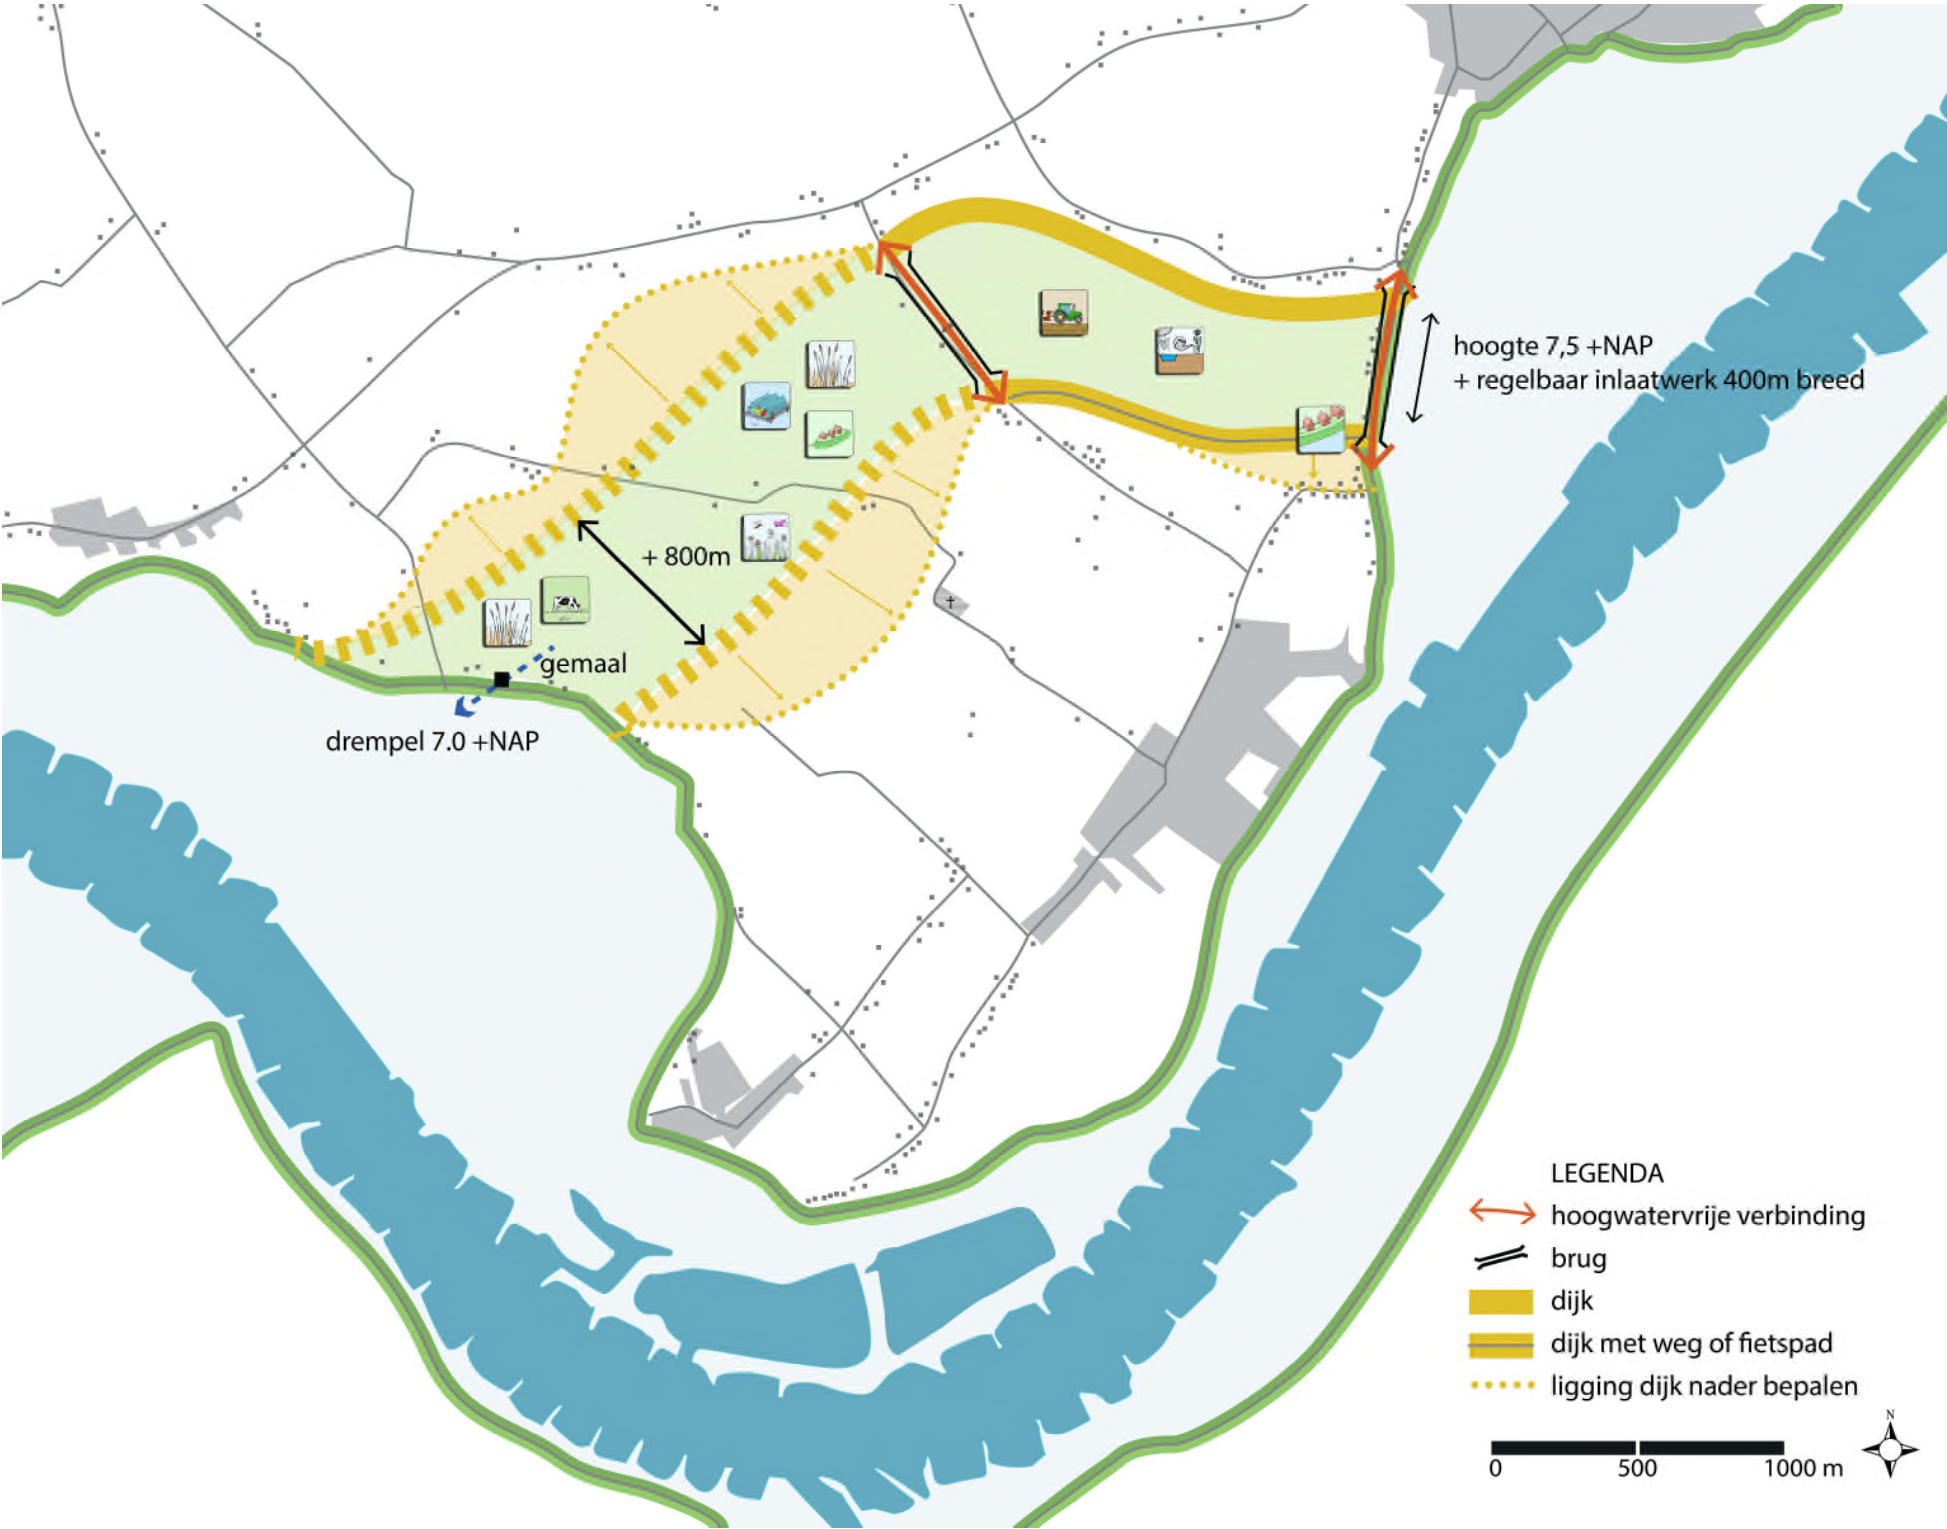 hoogte 7,5 +NAP
+ regelbaar inlaatwerk 400m breed
+ 800m
gemaal
drempel 7.0 +NAP
LEGENDA
hoogwatervrije verbinding
brug
dijk
dijk met weg of fietspad
ligging dijk nader bepalen
N
0 500 1000 m